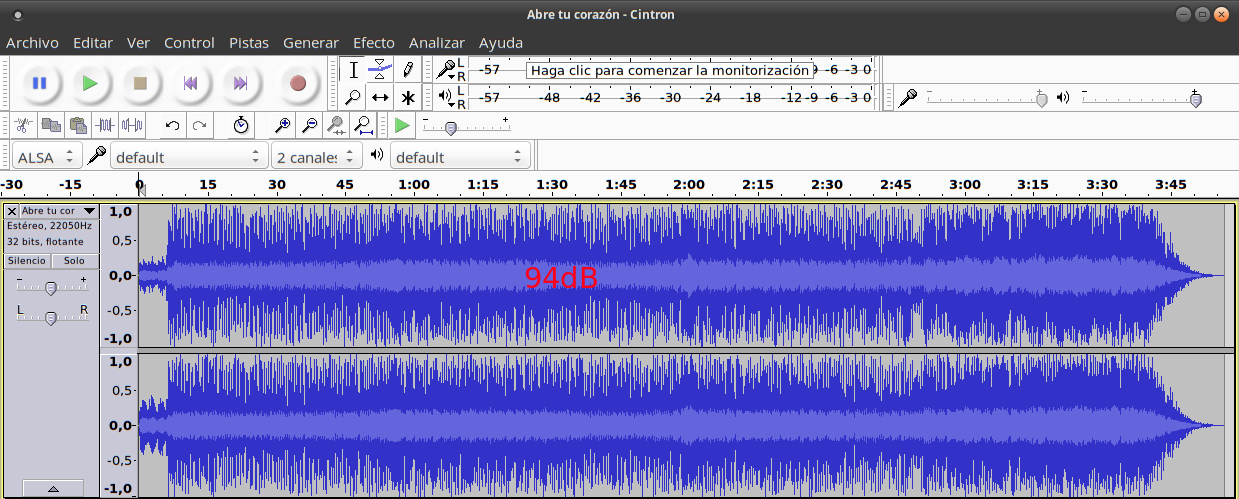 Abre tu corazón - Cintron
Archivo Editar Ver Control Pistas Generar Efecto Analizar Ayuda
L
R
-57 Haga clic para comenzar la monitorización 9 -6 -3 0
L
R
-57 -48 -42 -36 -30 -24 -18 -12 -9 -6 -3 0
- +
- +
- +
ALSA default 2 canales default
-30 -15 0 15 30 45 1:00 1:15 1:30 1:45 2:00 2:15 2:30 2:45 3:00 3:15 3:30 3:45
Abre tu cor
Estéreo, 22050Hz
32 bits, flotante
Silencio Solo
- +
L R
1,0
0,5-
0,0-
-0,5-
-1,0
94dB
1,0
0,5-
0,0-
-0,5-
-1,0